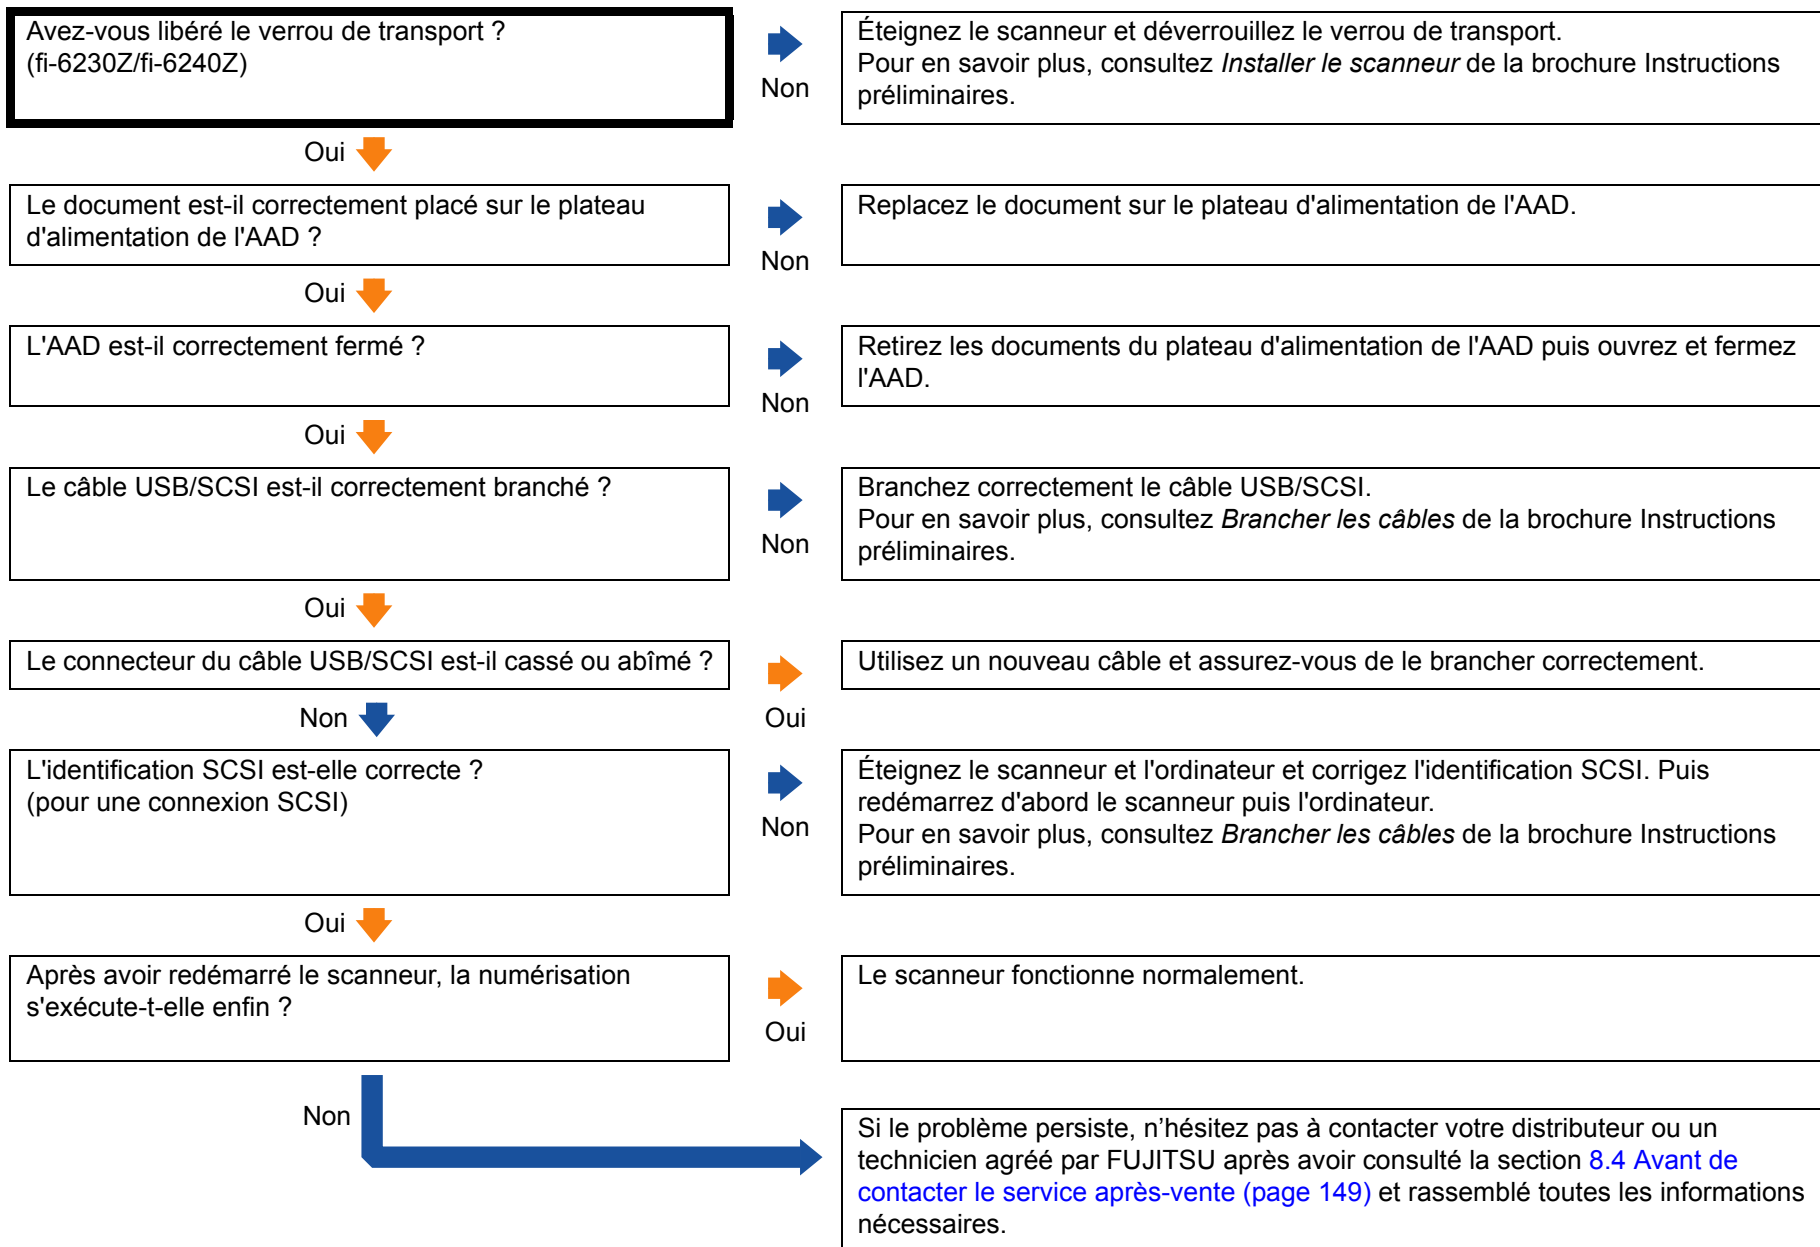 Avez-vous libéré le verrou de transport ?
(fi-6230Z/fi-6240Z)
Non
Éteignez le scanneur et déverrouillez le verrou de transport.
Pour en savoir plus, consultez Installer le scanneur de la brochure Instructions
préliminaires.
Oui
Le document est-il correctement placé sur le plateau
d'alimentation de l'AAD ?
Non
Replacez le document sur le plateau d'alimentation de l'AAD.
Oui
L'AAD est-il correctement fermé ?
Non
Retirez les documents du plateau d'alimentation de l'AAD puis ouvrez et fermez
l'AAD.
Oui
Le câble USB/SCSI est-il correctement branché ?
Non
Branchez correctement le câble USB/SCSI.
Pour en savoir plus, consultez Brancher les câbles de la brochure Instructions
préliminaires.
Oui
Le connecteur du câble USB/SCSI est-il cassé ou abîmé ?
Oui
Utilisez un nouveau câble et assurez-vous de le brancher correctement.
Non
L'identification SCSI est-elle correcte ?
(pour une connexion SCSI)
Non
Éteignez le scanneur et l'ordinateur et corrigez l'identification SCSI. Puis
redémarrez d'abord le scanneur puis l'ordinateur.
Pour en savoir plus, consultez Brancher les câbles de la brochure Instructions
préliminaires.
Oui
Après avoir redémarré le scanneur, la numérisation
s'exécute-t-elle enfin ?
Oui
Le scanneur fonctionne normalement.
Non
Si le problème persiste, n’hésitez pas à contacter votre distributeur ou un
technicien agréé par FUJITSU après avoir consulté la section 8.4 Avant de
contacter le service après-vente (page 149) et rassemblé toutes les informations
nécessaires.